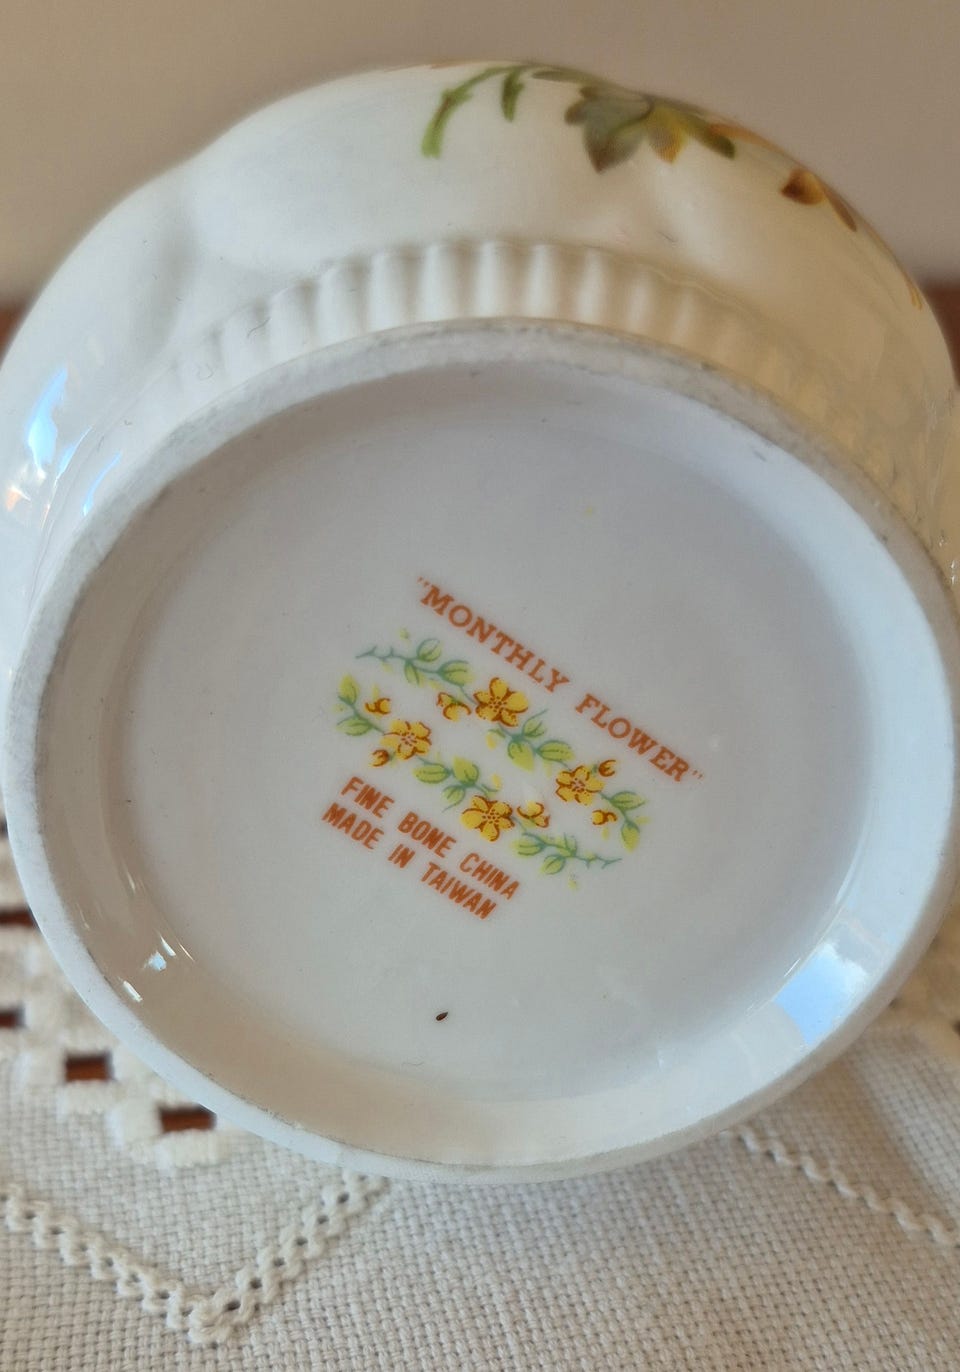 "MONTHLY FLOWER"
FINE BONE CHINA
MADE IN TAIWAN